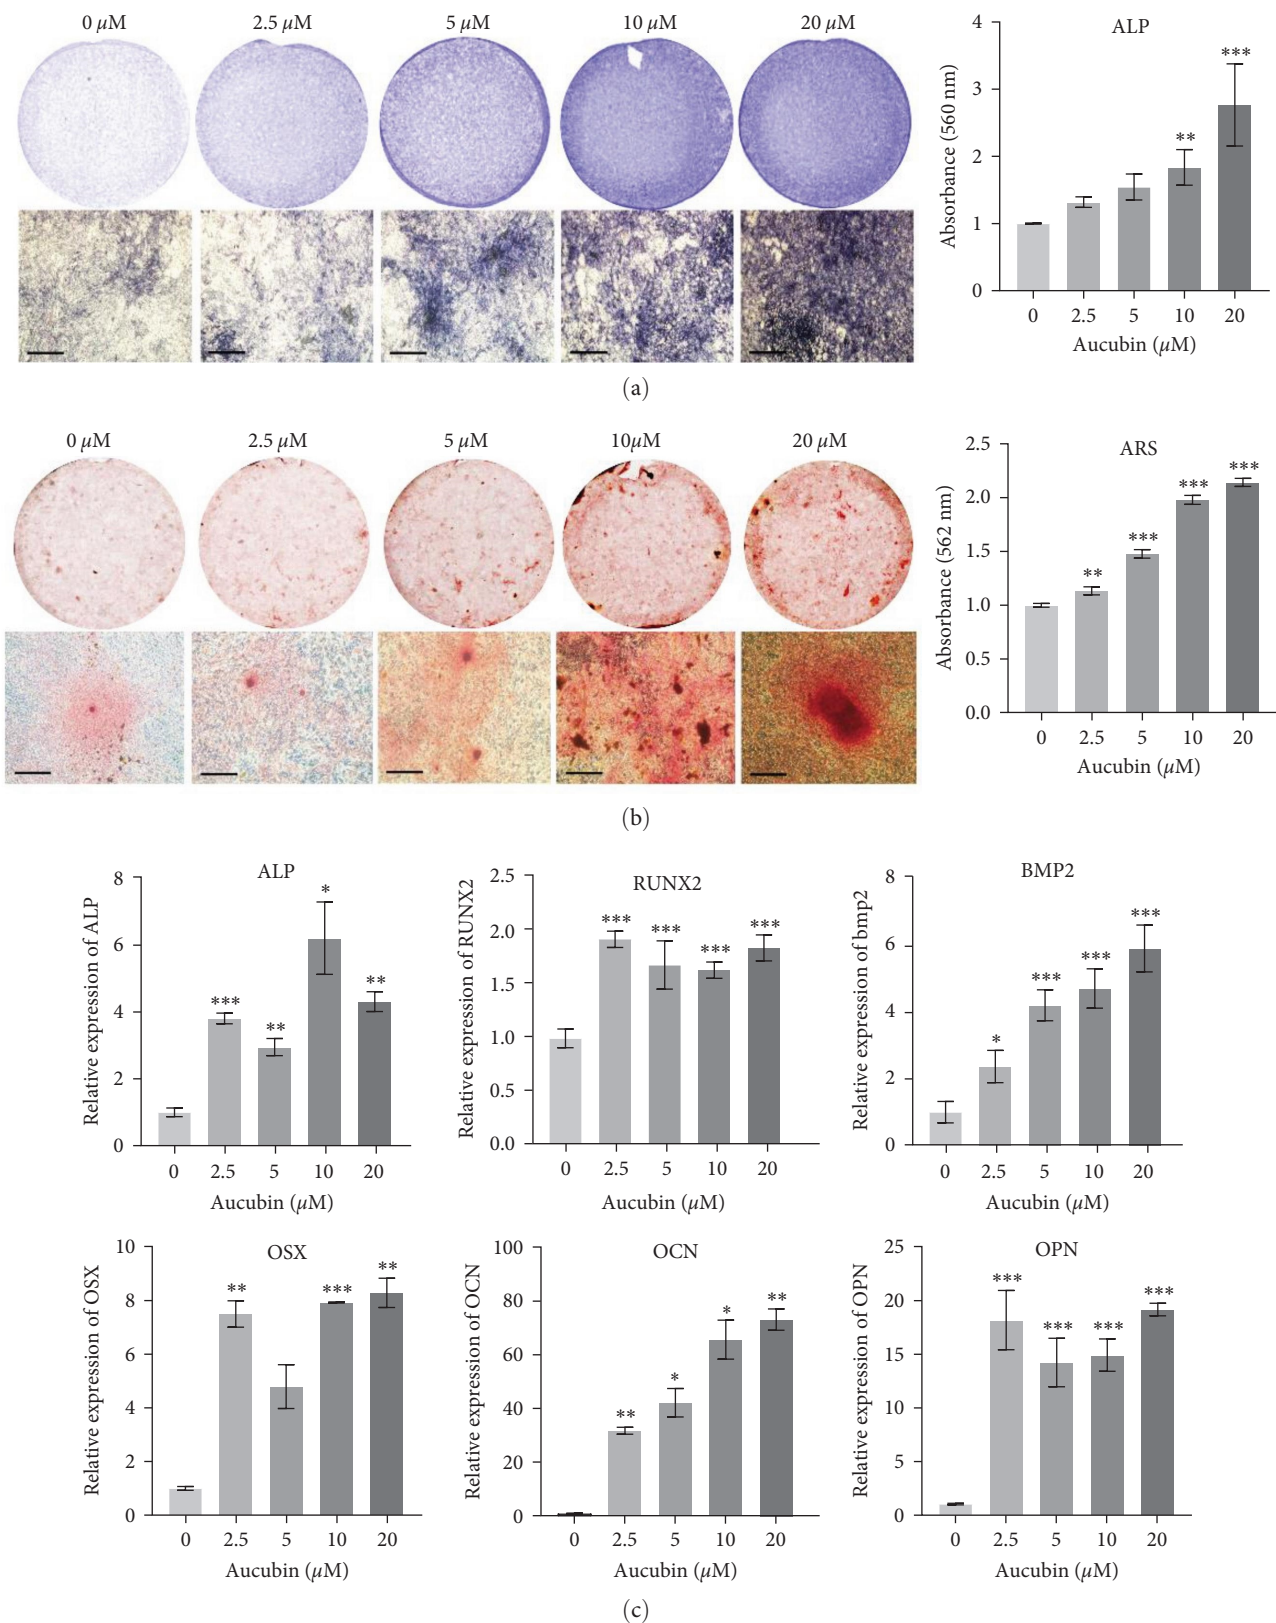 0 μM 2.5 μM 5 μM 10 μM 20 μM
ALP
Absorbance (560 nm)
4
3
2
1
0
**
***
0 2.5 5 10 20
Aucubin (μM)
(a)
0 μM 2.5 μM 5 μM 10μM 20 μM
ARS
Absorbance (562 nm)
2.5
2.0
1.5
1.0
0.5
0.0
**
***
***
***
0 2.5 5 10 20
Aucubin (μM)
(b)
ALP
Relative expression of ALP
8
6
4
2
0
***
**
*
**
0 2.5 5 10 20
Aucubin (μM)
RUNX2
Relative expression of RUNX2
2.5
2.0
1.5
1.0
0.5
0.0
***
***
***
***
0 2.5 5 10 20
Aucubin (μM)
BMP2
Relative expression of bmp2
8
6
4
2
0
*
***
***
***
0 2.5 5 10 20
Aucubin (μM)
OSX
Relative expression of OSX
10
8
6
4
2
0
**
***
**
0 2.5 5 10 20
Aucubin (μM)
OCN
Relative expression of OCN
100
80
60
40
20
0
**
*
*
**
0 2.5 5 10 20
Aucubin (μM)
OPN
Relative expression of OPN
25
20
15
10
5
0
***
***
***
***
0 2.5 5 10 20
Aucubin (μM)
(c)